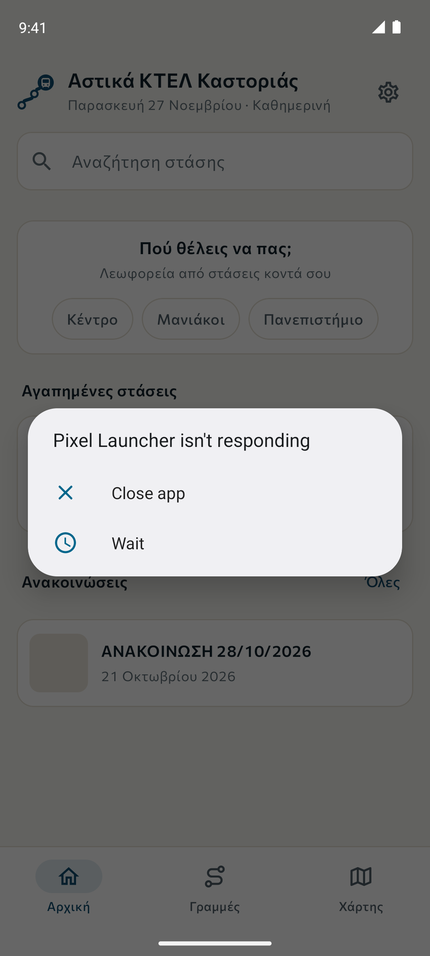 9:41
Αστικά ΚΤΕΛ Καστοριάς
Παρασκευή 27 Νοεμβρίου · Καθημερινή
Αναζήτηση στάσης
Πού θέλεις να πας;
Λεωφορεία από στάσεις κοντά σου
Κέντρο
Μανιάκοι
Πανεπιστήμιο
Αγαπημένες στάσεις
Pixel Launcher isn't responding
Close app
Wait
Ανακοινώσεις
Όλες
ΑΝΑΚΟΙΝΩΣΗ 28/10/2026
21 Οκτωβρίου 2026
Αρχική
Γραμμές
Χάρτης